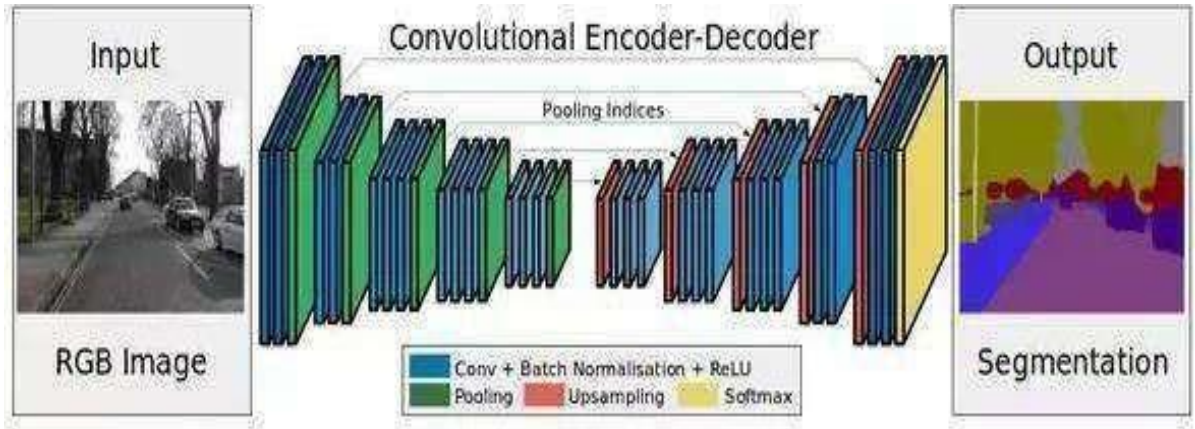 Input
RGB Image
Convolutional Encoder-Decoder
Pooling Indices
Conv + Batch Normalisation + ReLU
Pooling Upsampling Softmax
Output
Segmentation